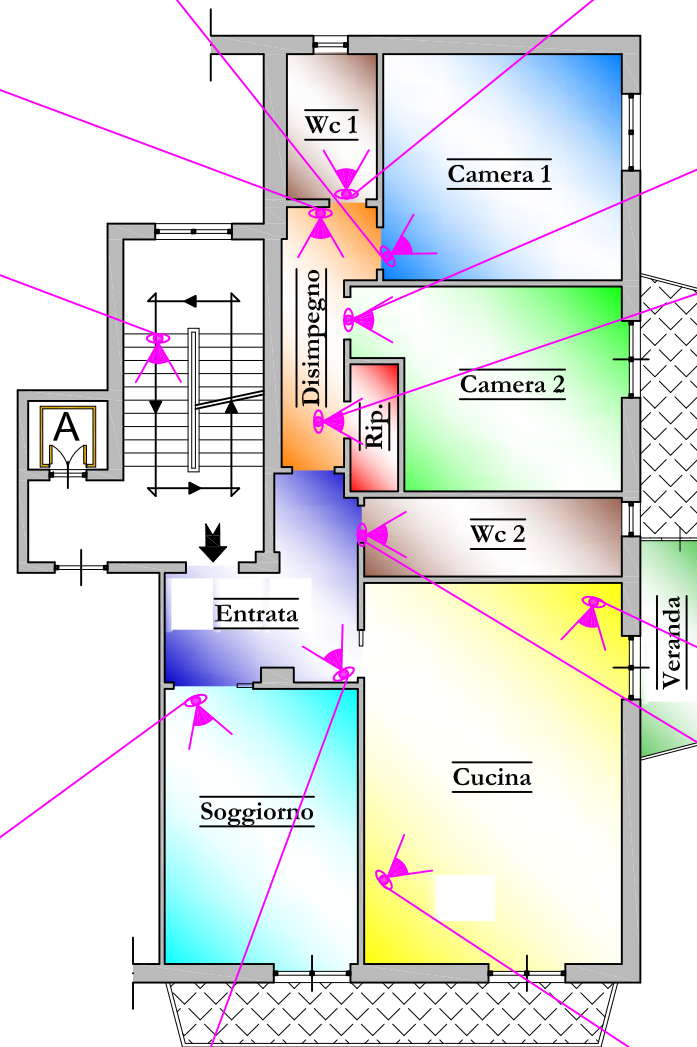 Wc 1
Camera 1
Disimpegno
Camera 2
Rip.
A
Wc 2
Entrata
Veranda
Cucina
Soggiorno